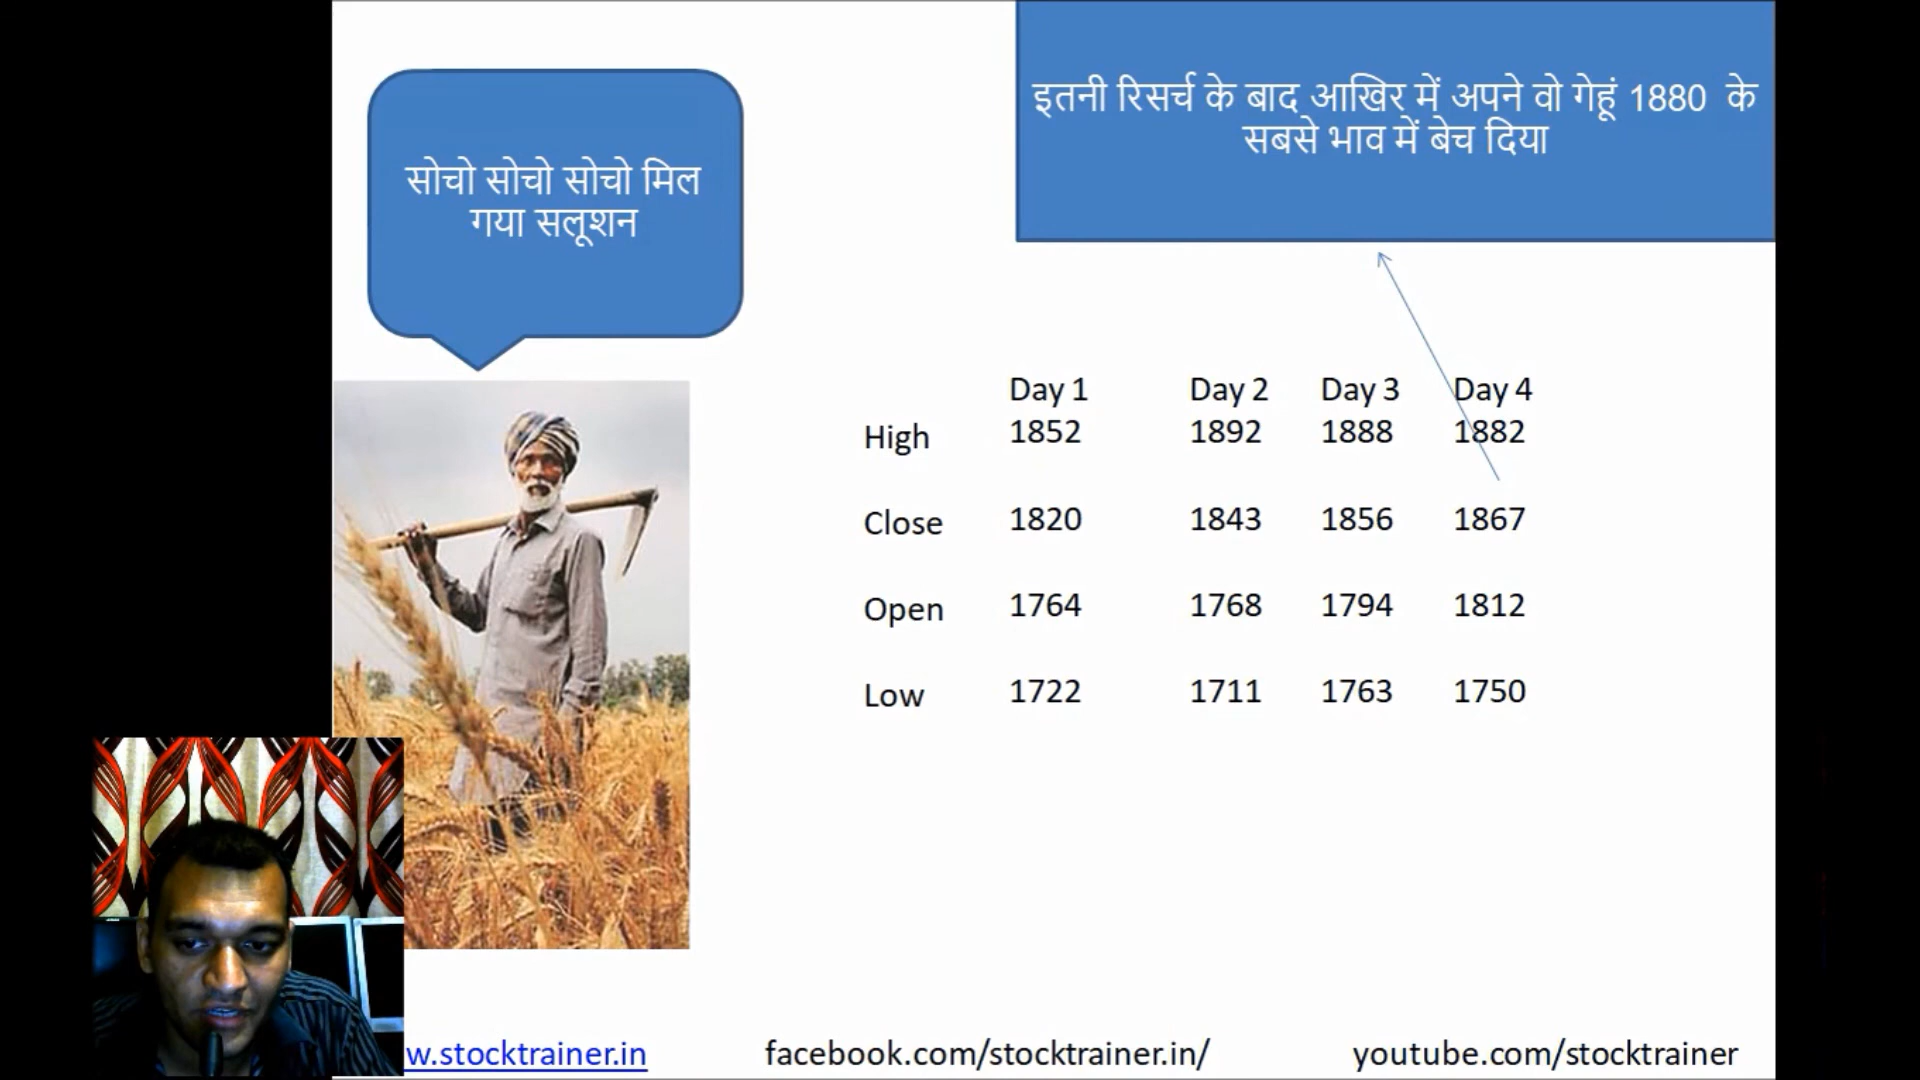 सोचो सोचो सोचो मिल
गया सलूशन
इतनी रिसर्च के बाद आखिर में अपने वो गेहूं 1880 के
सबसे भाव में बेच दिया
Day 1 Day 2 Day 3 Day 4
High 1852 1892 1888 1882
Close 1820 1843 1856 1867
Open 1764 1768 1794 1812
Low 1722 1711 1763 1750
w.stocktrainer.in facebook.com/stocktrainer.in/ youtube.com/stocktrainer